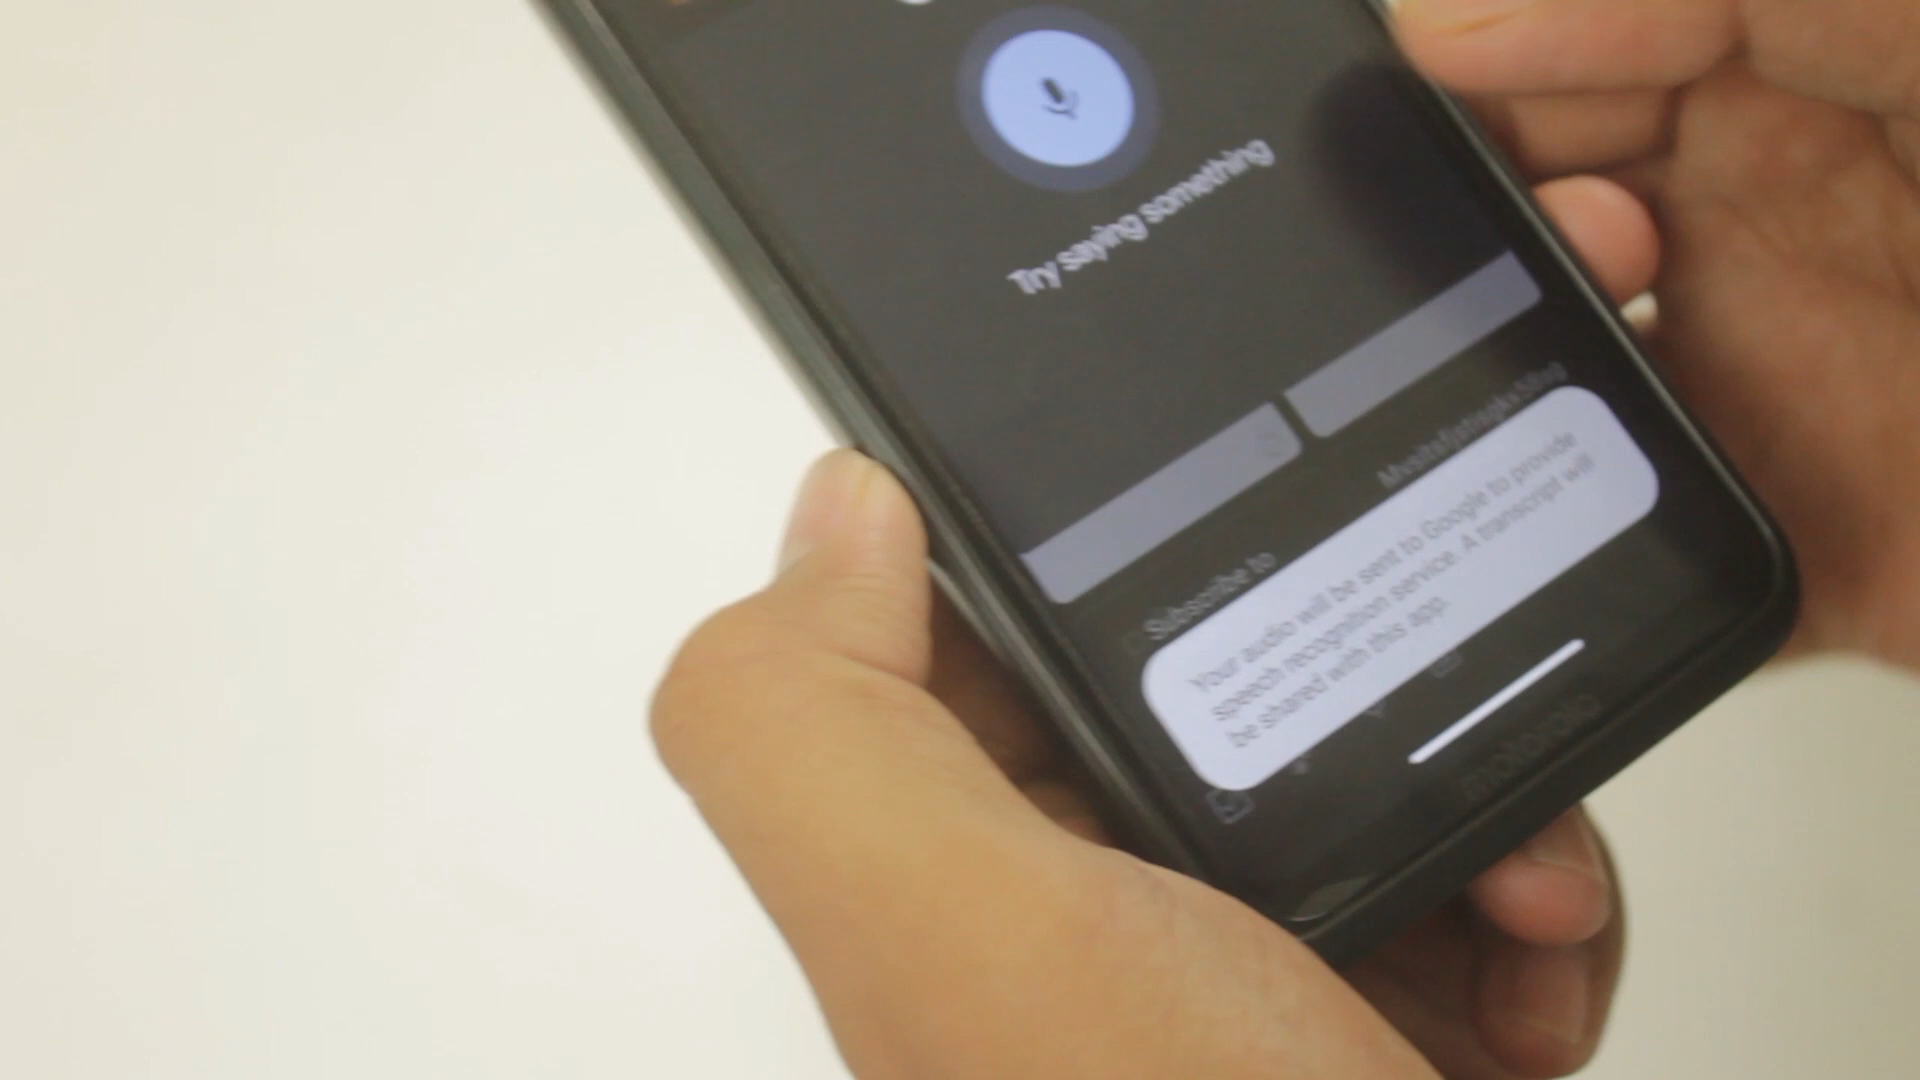 Try saying something
Subscribe to
Your audio will be sent to Google to provide
speech recognition service. A transcript will
be shared with this app.
motorola